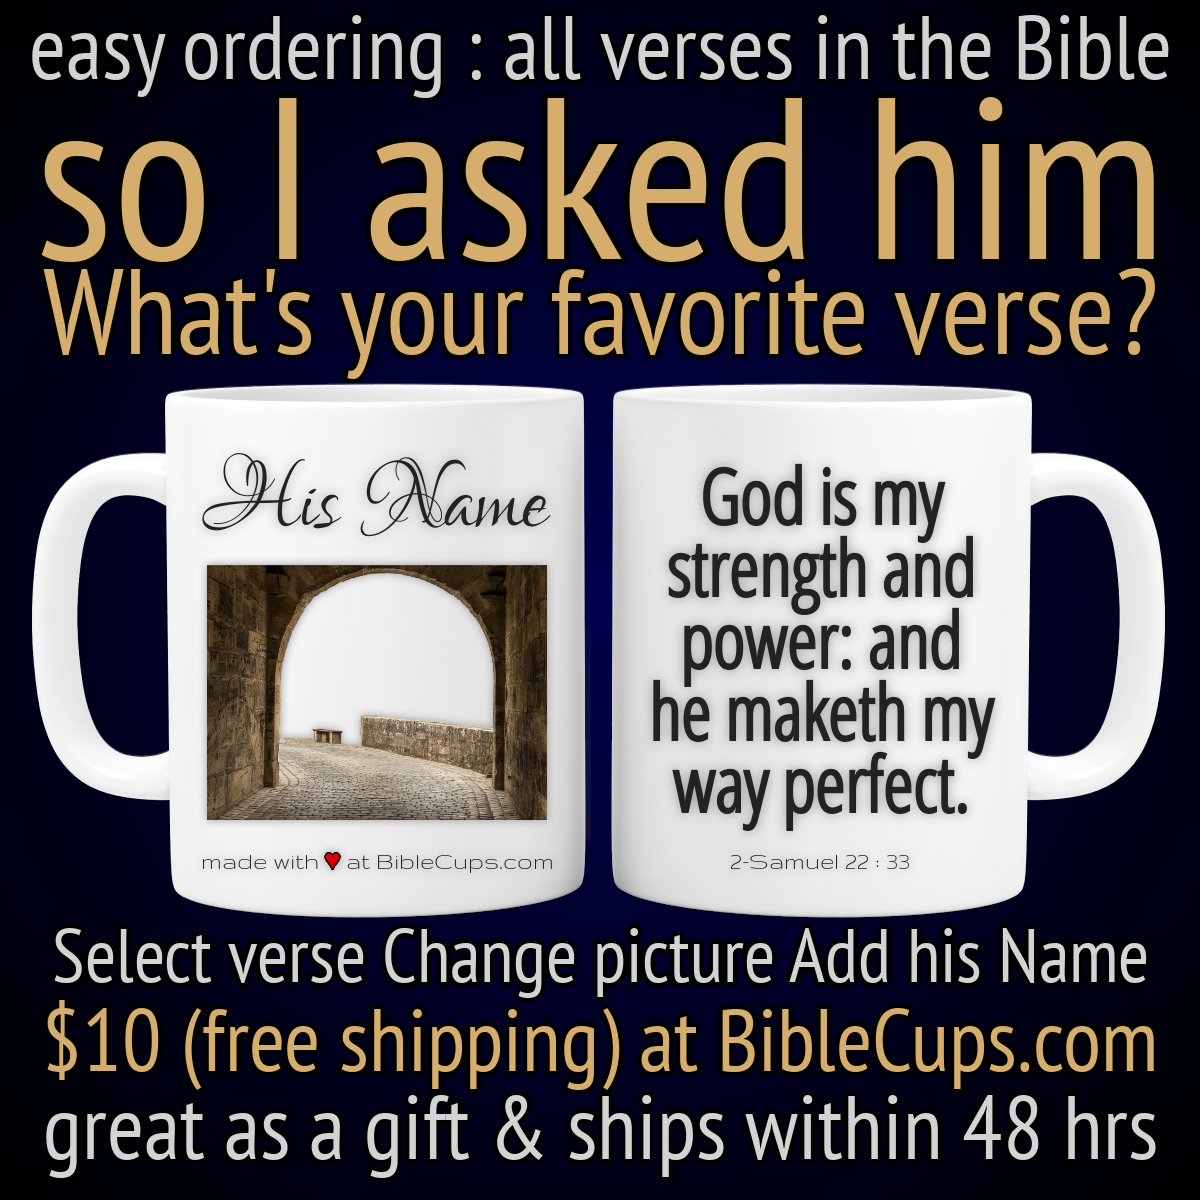 easy ordering : all verses in the Bible
so I asked him
What's your favorite verse?
His Name
made with ♥ at BibleCups.com
God is my
strength and
power: and
he maketh my
way perfect.
2-Samuel 22 : 33
Select verse Change picture Add his Name
$10 (free shipping) at BibleCups.com
great as a gift & ships within 48 hrs